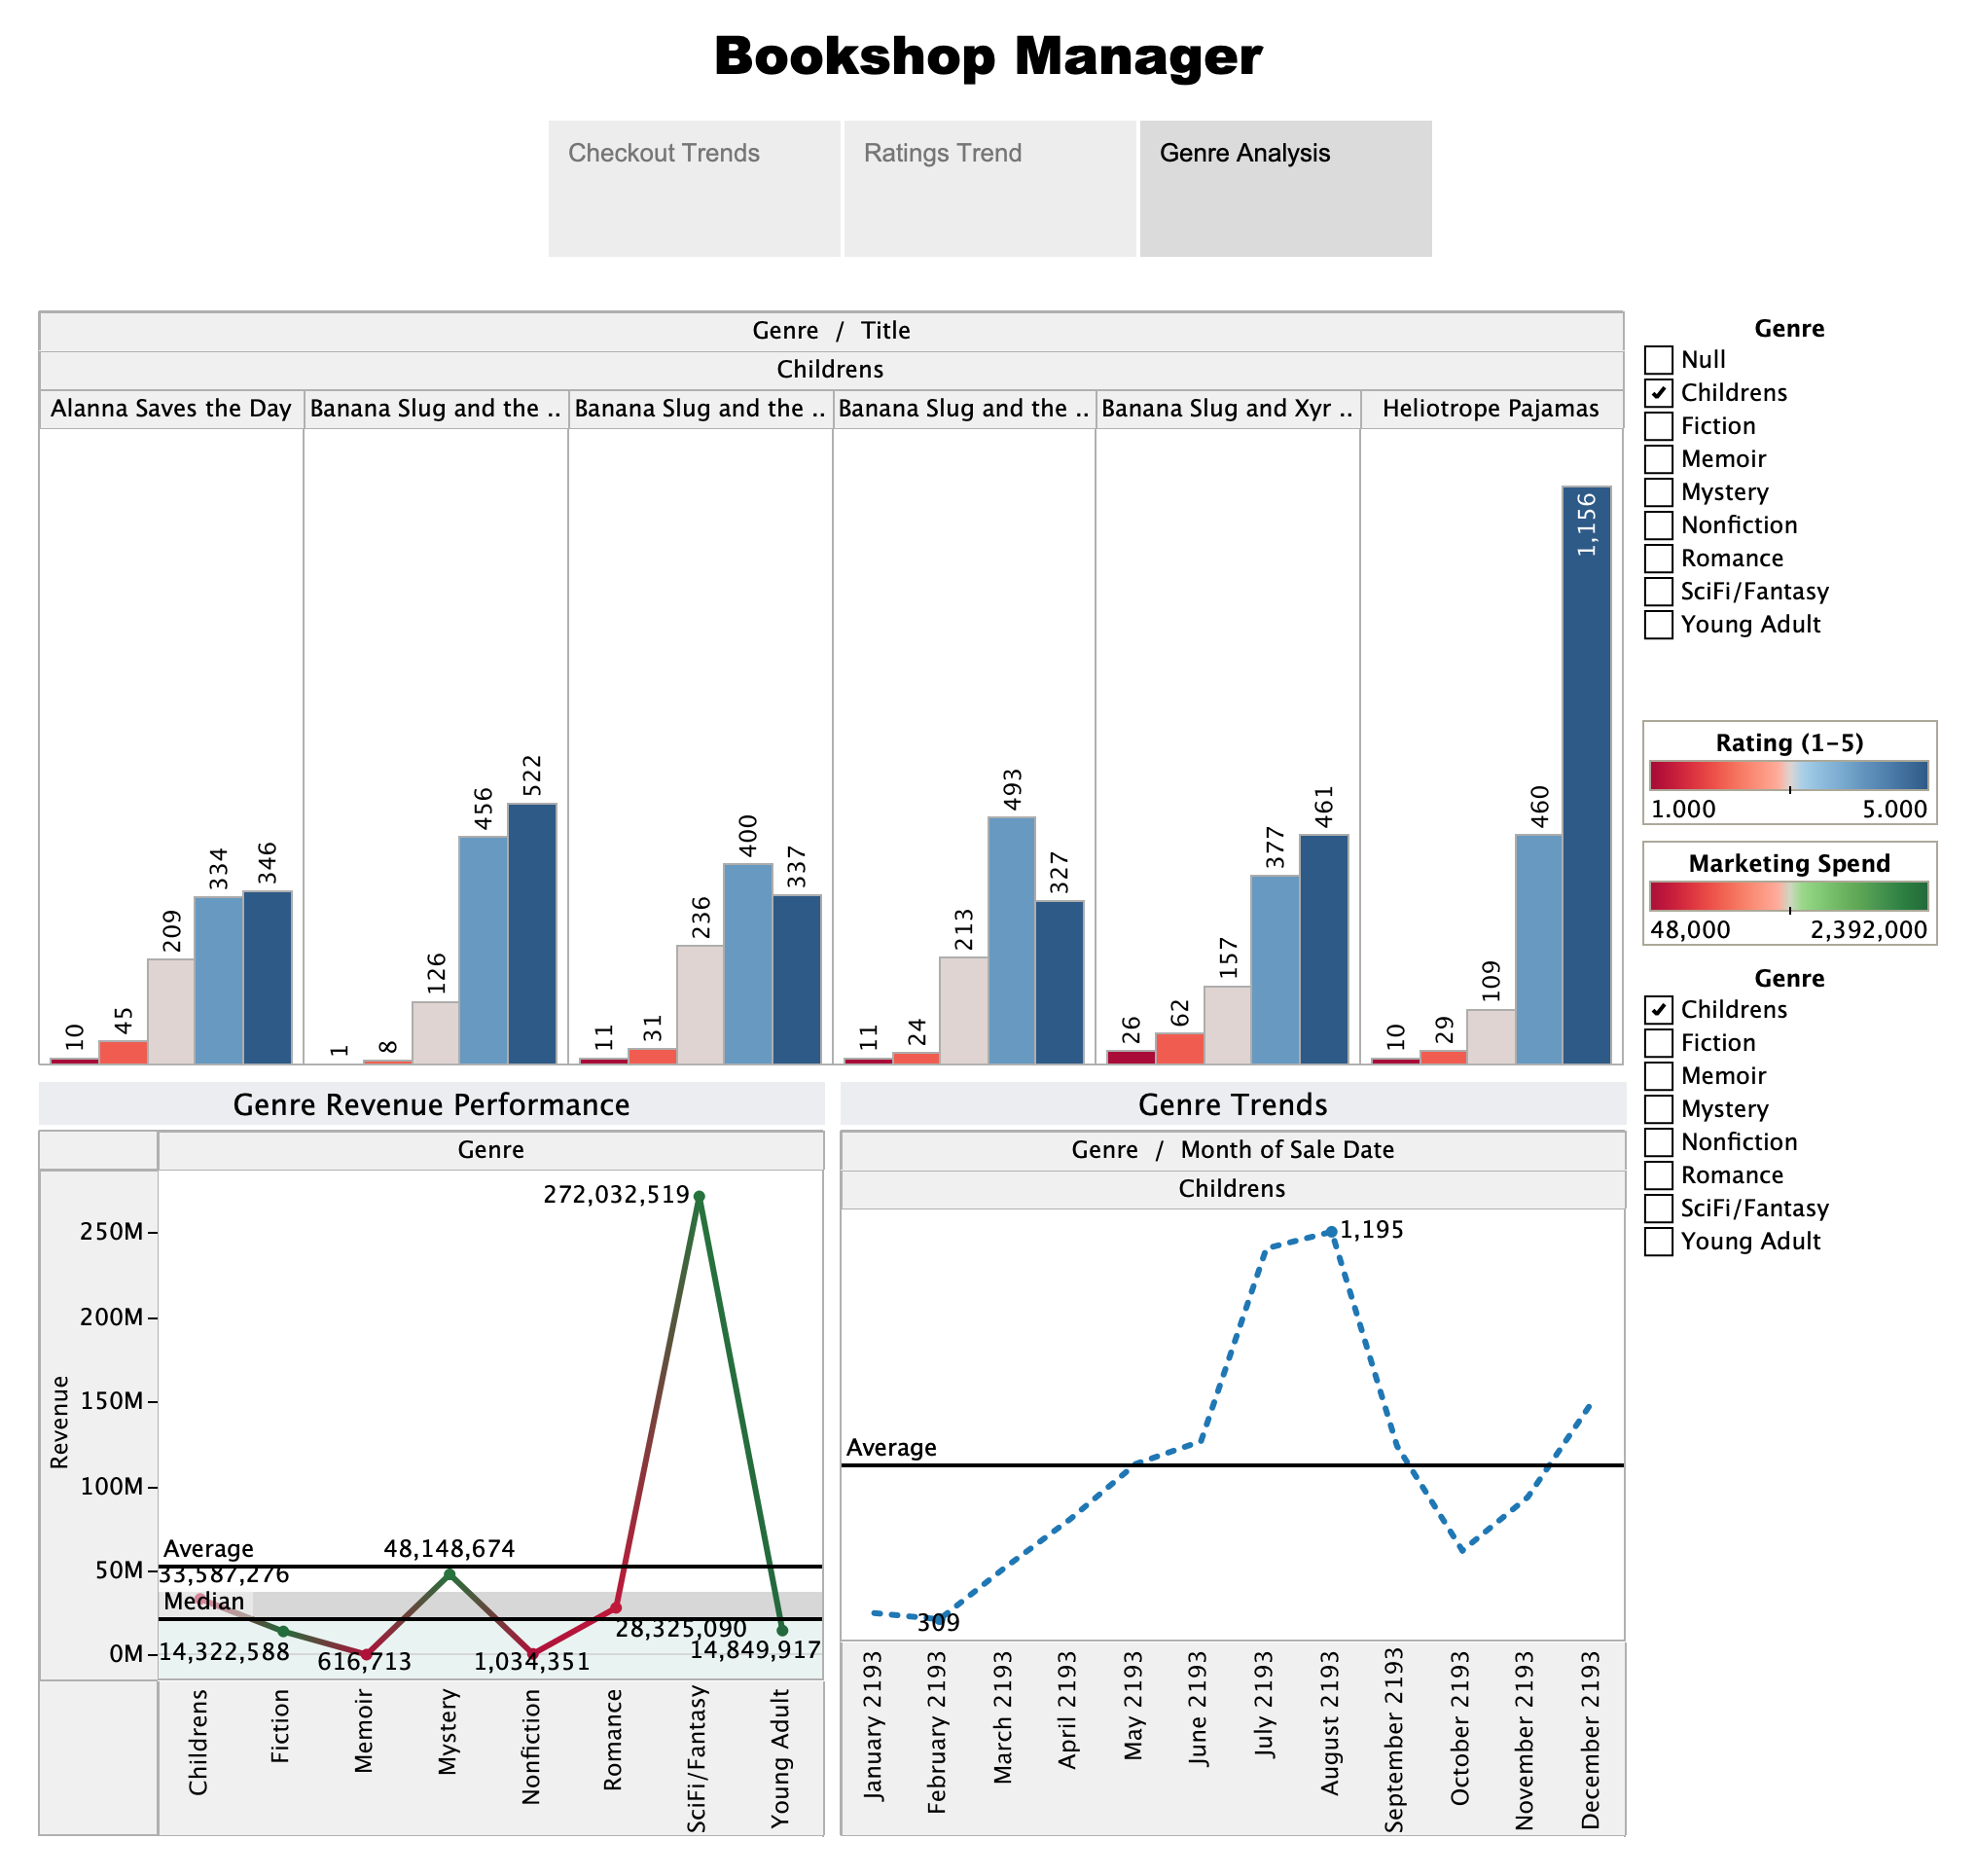 Bookshop Manager
Checkout Trends
Ratings Trend
Genre Analysis
Genre / Title
Childrens
Alanna Saves the Day
Banana Slug and the ..
Banana Slug and the ..
Banana Slug and the ..
Banana Slug and Xyr ..
Heliotrope Pajamas
10
45
209
334
346
1
8
126
456
522
11
31
236
400
337
11
24
213
493
327
26
62
157
377
461
10
29
109
460
1,156
Genre
Null
Childrens
Fiction
Memoir
Mystery
Nonfiction
Romance
SciFi/Fantasy
Young Adult
Rating (1-5)
1.000 5.000
Marketing Spend
48,000 2,392,000
Genre
Childrens
Fiction
Memoir
Mystery
Nonfiction
Romance
SciFi/Fantasy
Young Adult
Genre Revenue Performance
Genre
Revenue
250M
200M
150M
100M
50M
0M
272,032,519
Average
48,148,674
33,587,276
Median
28,325,090
14,322,588
616,713
1,034,351
14,849,917
Childrens
Fiction
Memoir
Mystery
Nonfiction
Romance
SciFi/Fantasy
Young Adult
Genre Trends
Genre / Month of Sale Date
Childrens
1,195
Average
309
January 2193
February 2193
March 2193
April 2193
May 2193
June 2193
July 2193
August 2193
September 2193
October 2193
November 2193
December 2193